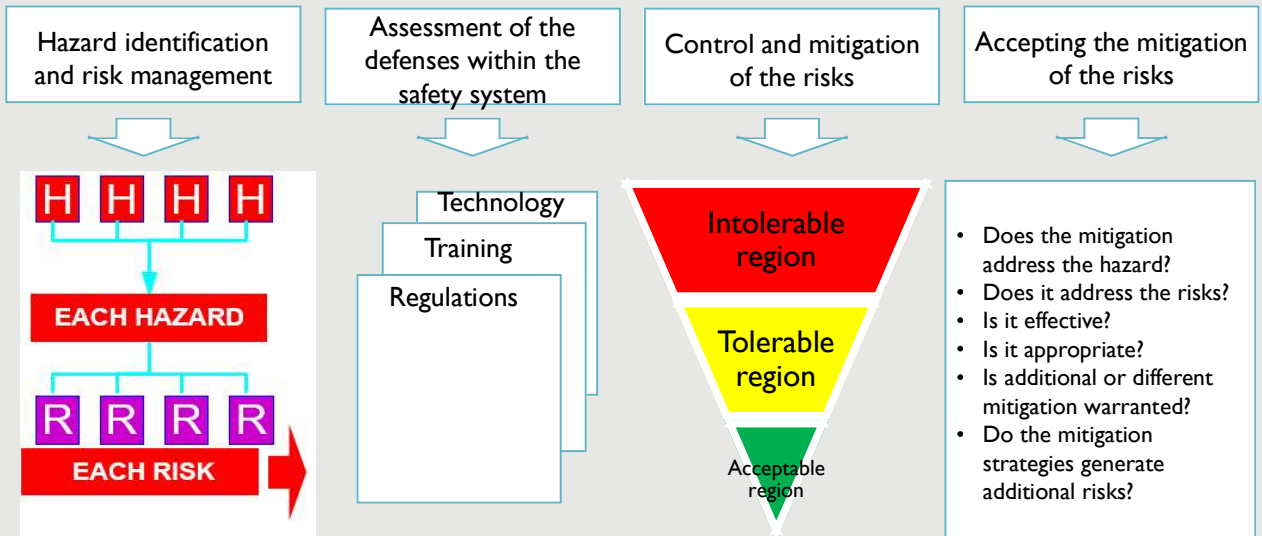 Hazard identification
and risk management
Assessment of the
defenses within the
safety system
Control and mitigation
of the risks
Accepting the mitigation
of the risks
H H H H
EACH HAZARD
R R R R
EACH RISK
Technology
Training
Regulations
Intolerable
region
Tolerable
region
Acceptable
region
• Does the mitigation
address the hazard?
• Does it address the risks?
• Is it effective?
• Is it appropriate?
• Is additional or different
mitigation warranted?
• Do the mitigation
strategies generate
additional risks?